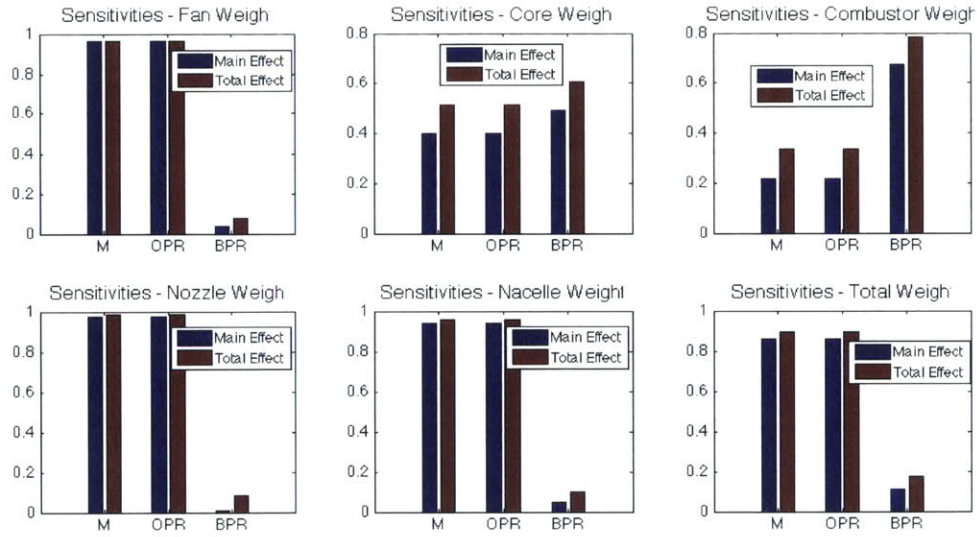 Sensitivities - Fan Weigh
1
0.8
0.6
0.4
0.2
0
Main Effect
Total Effect
M OPR BPR
Sensitivities - Core Weigh
0.8
0.6
0.4
0.2
0
Main Effect
Total Effect
M OPR BPR
Sensitivities - Combustor Weigh
0.8
0.6
0.4
0.2
0
Main Effect
Total Effect
M OPR BPR
Sensitivities - Nozzle Weigh
1
0.8
0.6
0.4
0.2
0
Main Effect
Total Effect
M OPR BPR
Sensitivities - Nacelle Weight
1
0.8
0.6
0.4
0.2
0
Main Effect
Total Effect
M OPR BPR
Sensitivities - Total Weigh
1
0.8
0.6
0.4
0.2
0
Main Effect
Total Effect
M OPR BPR